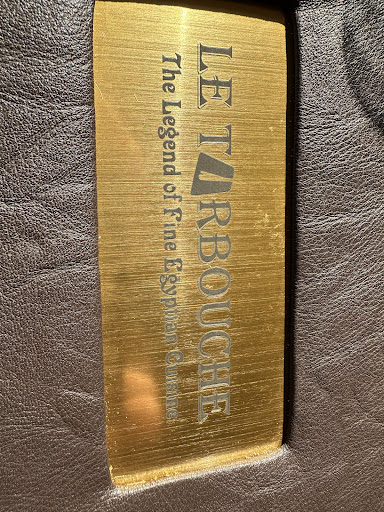 LE TARBOUCHE
The Legend of Fine Egyptian Cuisine